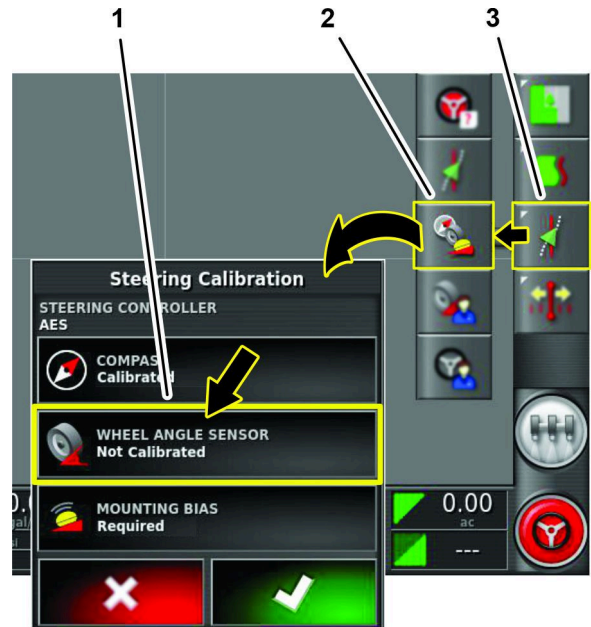 1 2 3
?
Steering Calibration
STEERING CONTROLLER
AES
COMPASS
Calibrated
WHEEL ANGLE SENSOR
Not Calibrated
MOUNTING BIAS
Required
0.00
ac
---